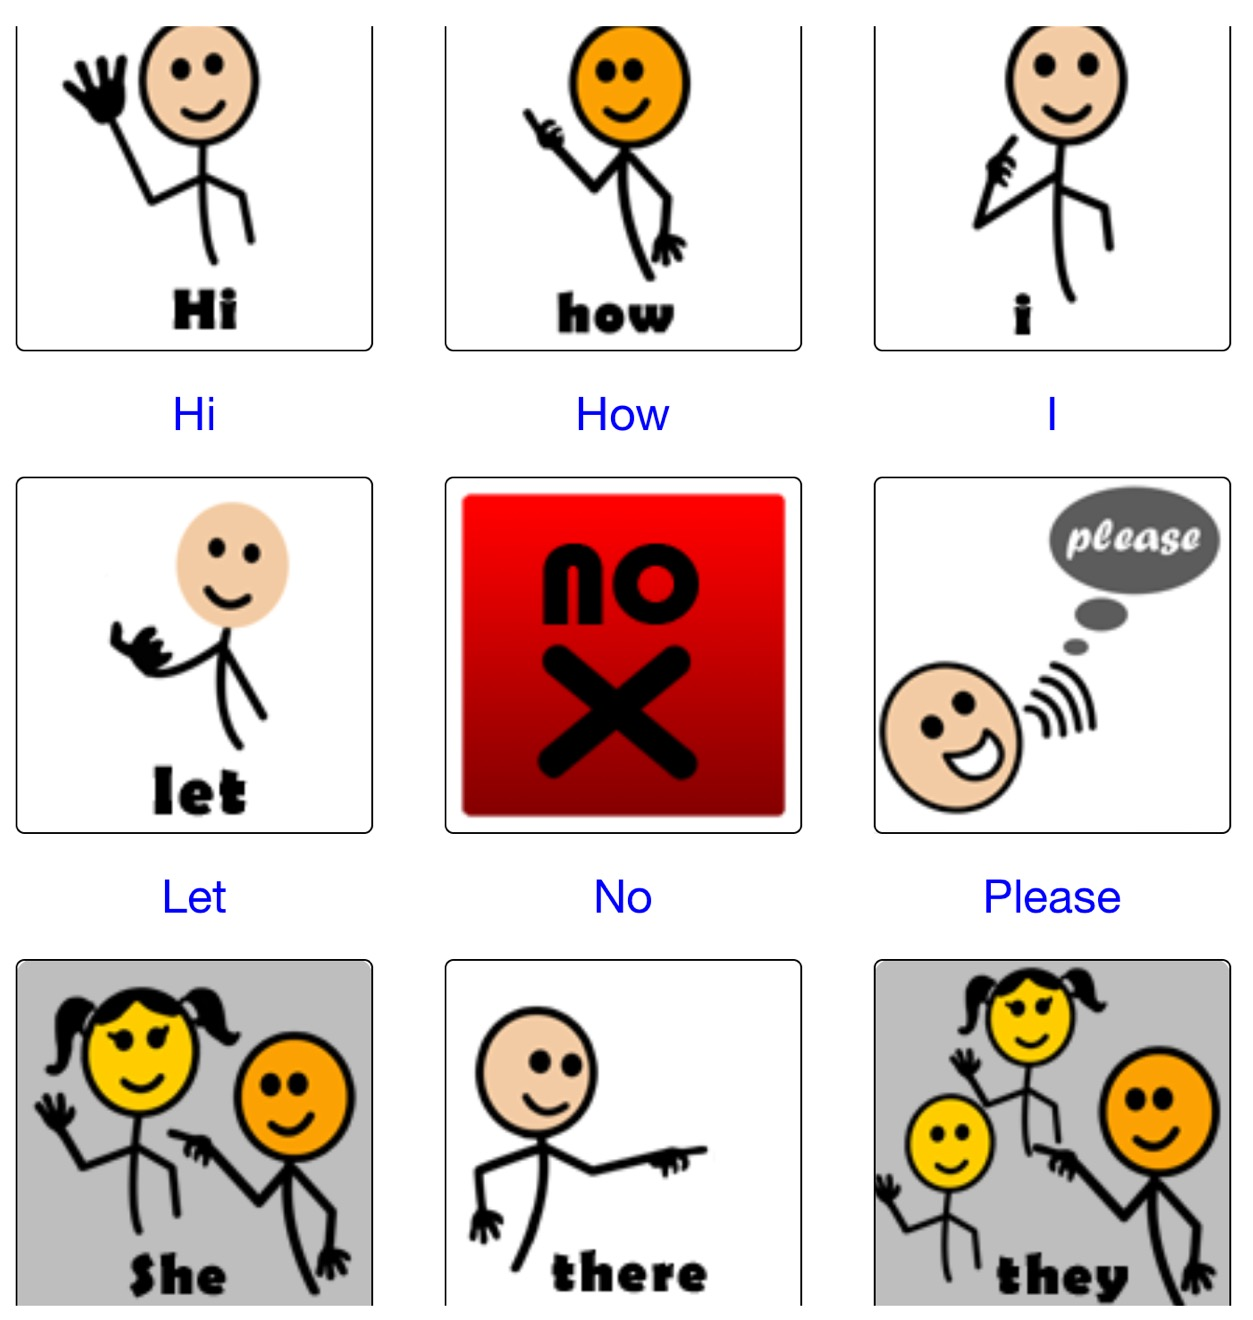 Hi
how
i
Hi
How
I
let
no
please
Let
No
Please
She
there
they